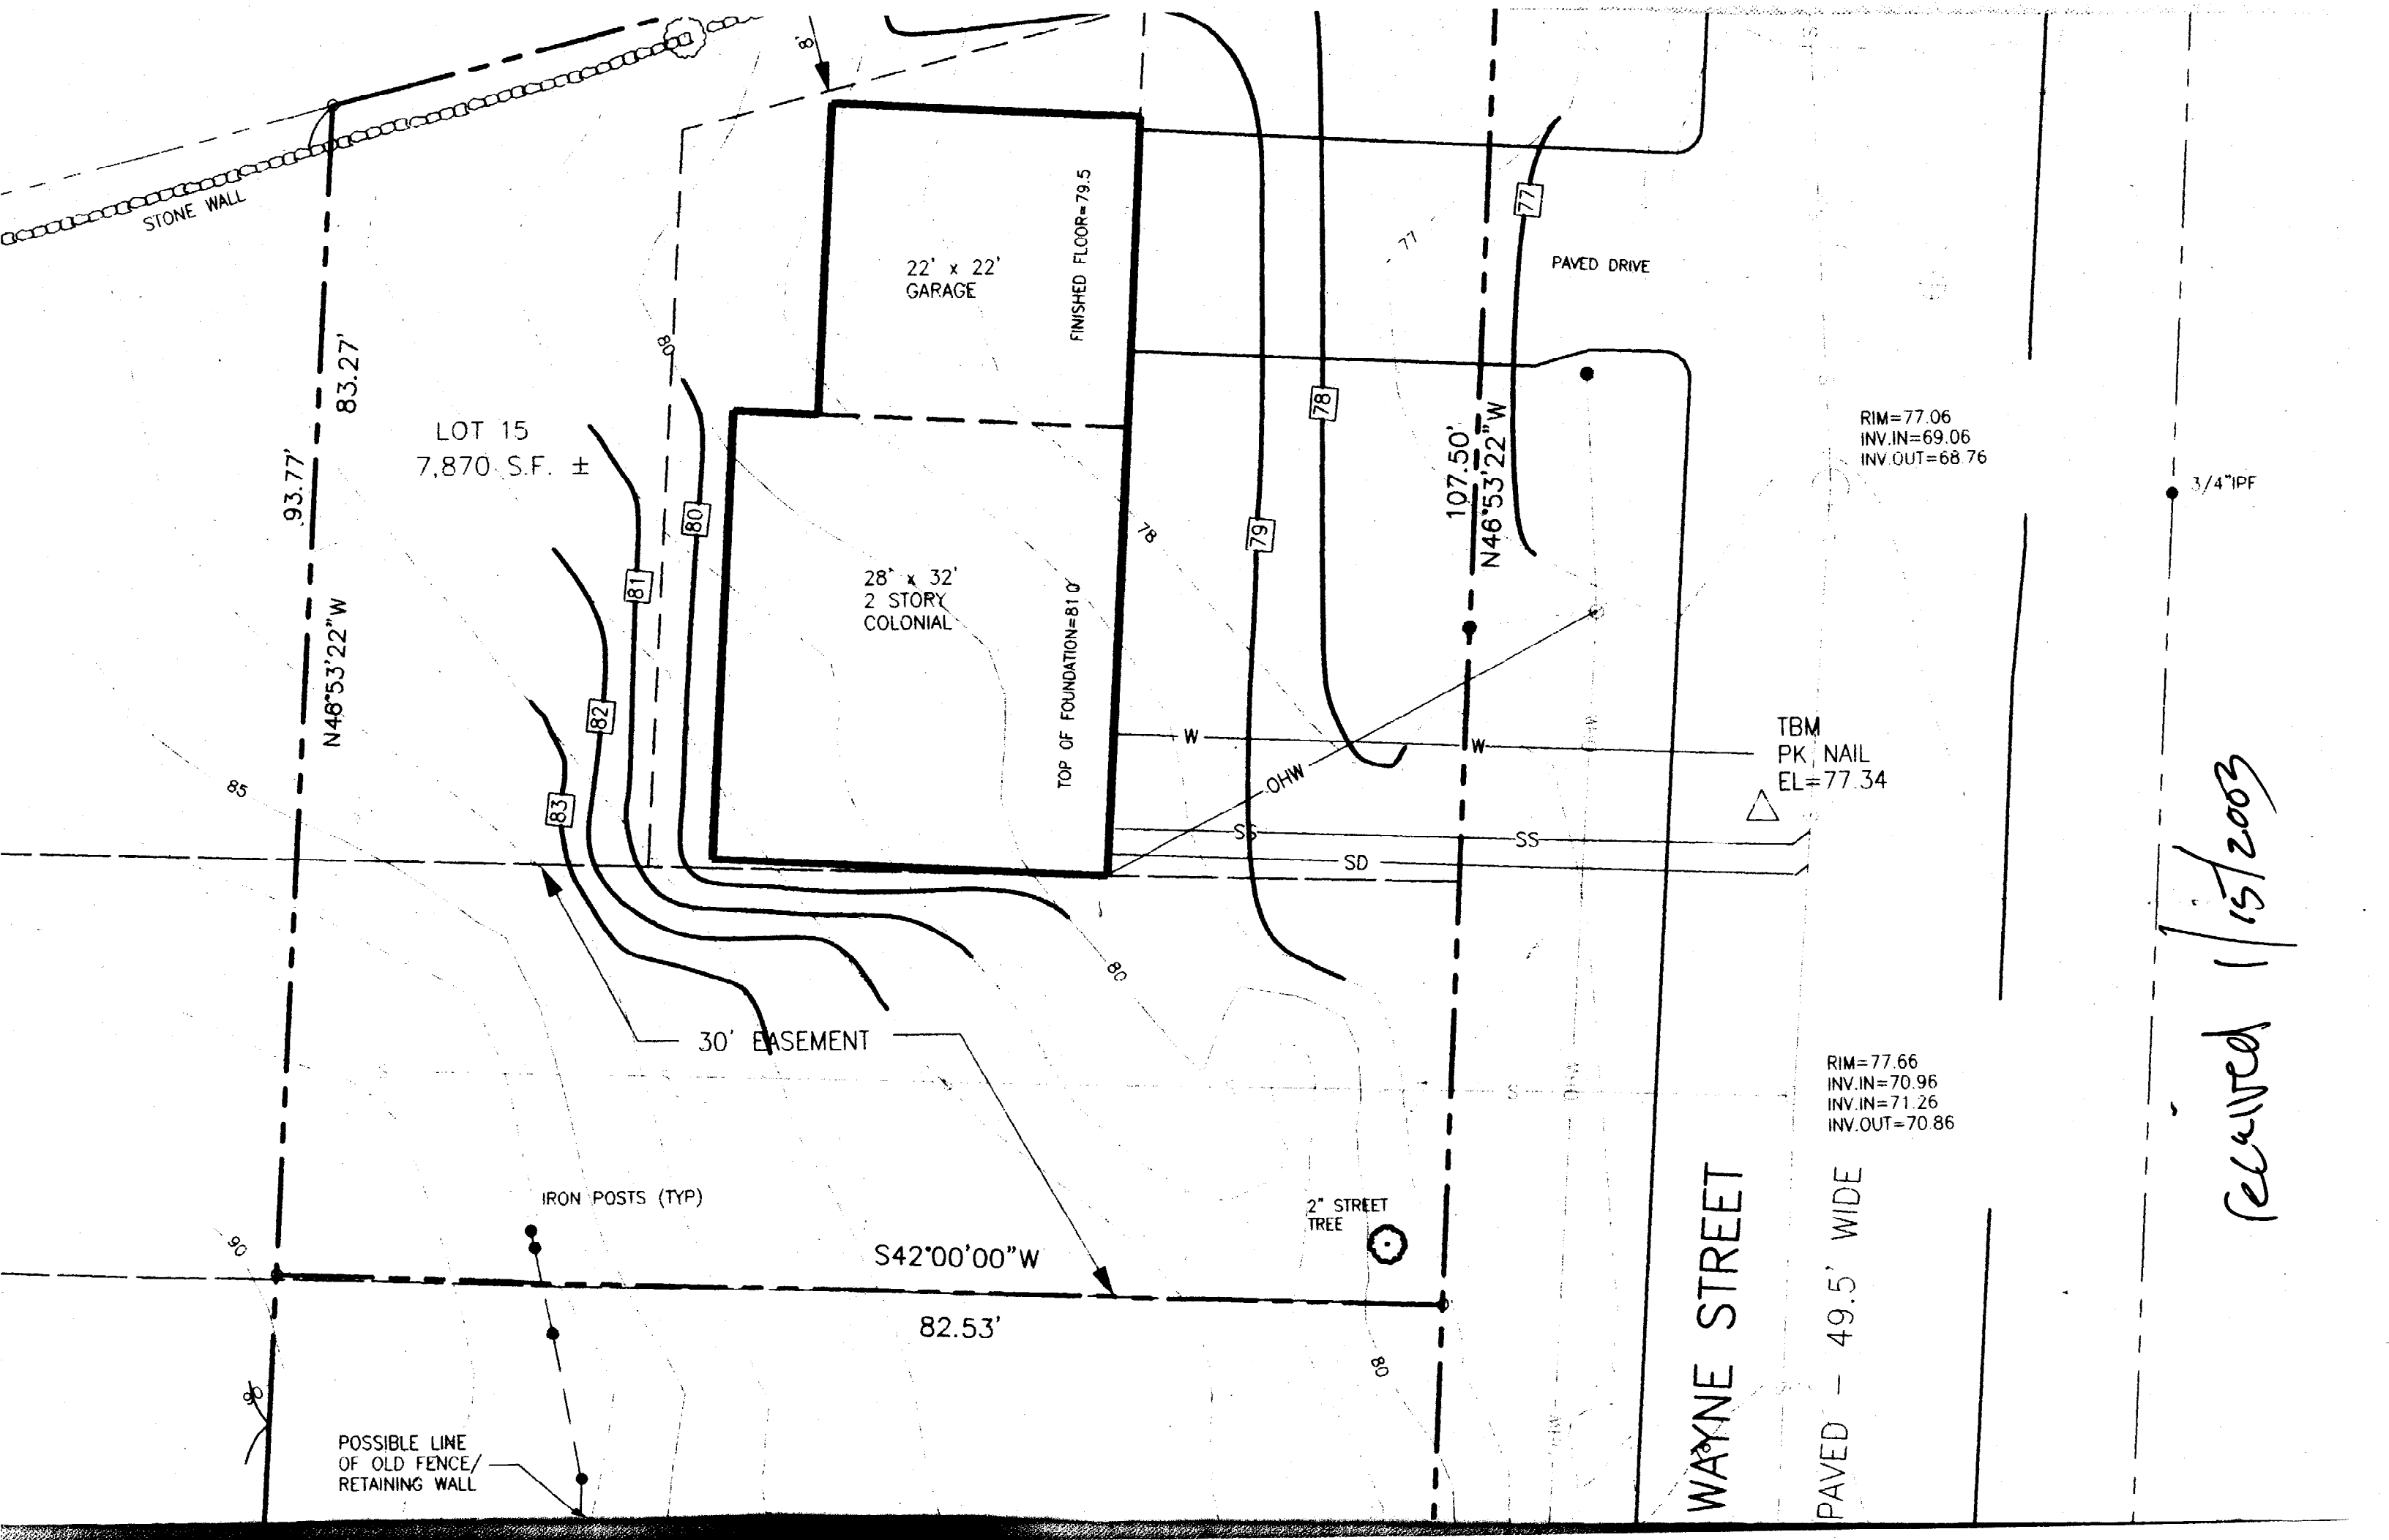 8'
STONE WALL
22' x 22'
GARAGE
FINISHED FLOOR=79.5
77
77
PAVED DRIVE
80
83.27'
93.77'
N46°53'22"W
LOT 15
7,870 S.F. ±
78
107.50'
N46°53'22"W
RIM=77.06
INV.IN=69.06
INV.OUT=68.76
3/4"IPF
80
79
78
81
28' x 32'
2 STORY
COLONIAL
TOP OF FOUNDATION=81.0'
82
W
W
TBM
PK NAIL
EL=77.34
OHW
85
83
SS
SS
SD
80
30' EASEMENT
S
S
S
RIM=77.66
INV.IN=70.96
INV.IN=71.26
INV.OUT=70.86
received 1/15/2003
IRON POSTS (TYP)
2" STREET
TREE
90
S42°00'00"W
82.53'
WAYNE STREET
PAVED - 49.5' WIDE
80
90
POSSIBLE LINE
OF OLD FENCE/
RETAINING WALL